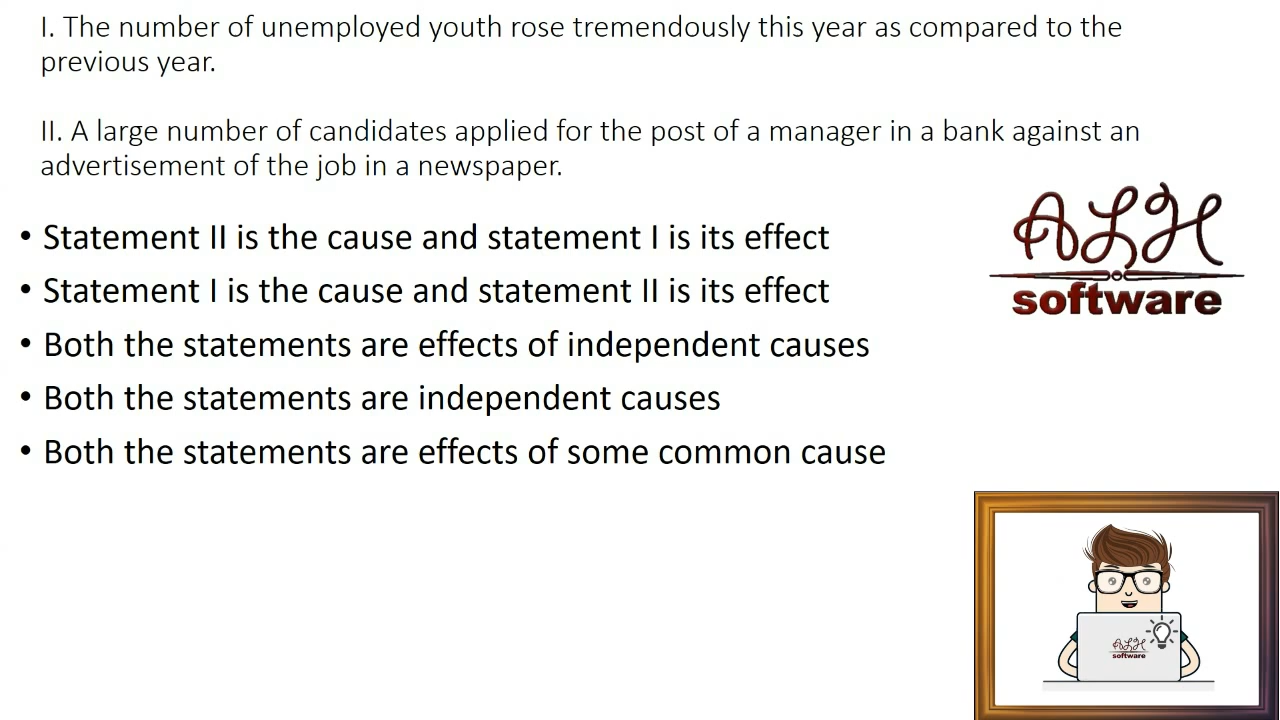 I. The number of unemployed youth rose tremendously this year as compared to the
previous year.
II. A large number of candidates applied for the post of a manager in a bank against an
advertisement of the job in a newspaper.
• Statement II is the cause and statement I is its effect
• Statement I is the cause and statement II is its effect
• Both the statements are effects of independent causes
• Both the statements are independent causes
• Both the statements are effects of some common cause
ALH
software
ALH
software